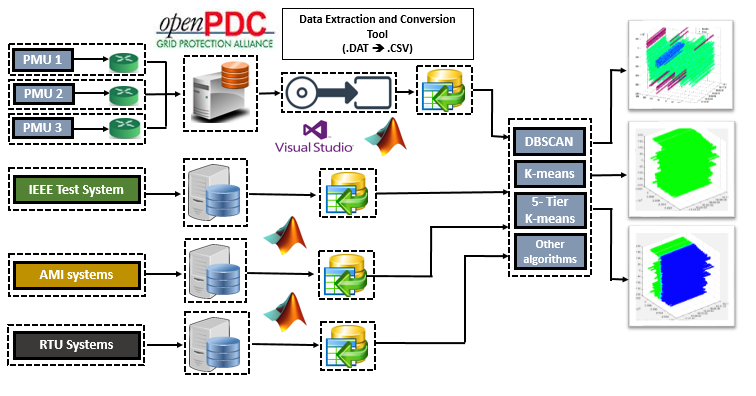 openPDC
GRID PROTECTION ALLIANCE
Data Extraction and Conversion
Tool
(.DAT ➔ .CSV)
PMU 1
PMU 2
PMU 3
Visual Studio
DBSCAN
K-means
5- Tier
K-means
Other
algorithms
IEEE Test System
AMI systems
RTU Systems